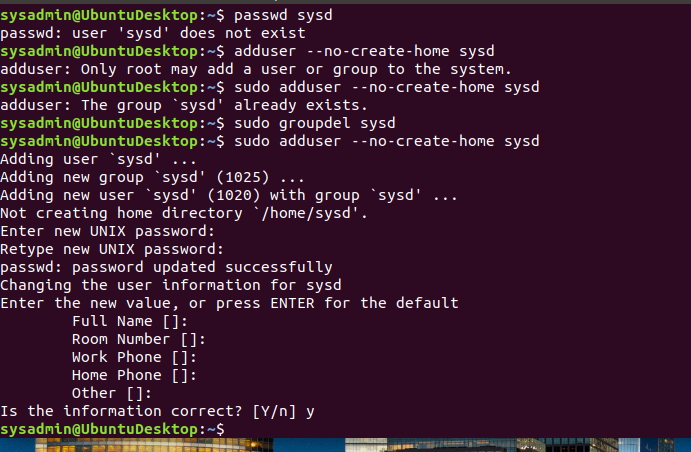 sysadmin@UbuntuDesktop:~$ passwd sysd
passwd: user 'sysd' does not exist
sysadmin@UbuntuDesktop:~$ adduser --no-create-home sysd
adduser: Only root may add a user or group to the system.
sysadmin@UbuntuDesktop:~$ sudo adduser --no-create-home sysd
adduser: The group `sysd' already exists.
sysadmin@UbuntuDesktop:~$ sudo groupdel sysd
sysadmin@UbuntuDesktop:~$ sudo adduser --no-create-home sysd
Adding user `sysd' ...
Adding new group `sysd' (1025) ...
Adding new user `sysd' (1020) with group `sysd' ...
Not creating home directory `/home/sysd'.
Enter new UNIX password:
Retype new UNIX password:
passwd: password updated successfully
Changing the user information for sysd
Enter the new value, or press ENTER for the default
        Full Name []:
        Room Number []:
        Work Phone []:
        Home Phone []:
        Other []:
Is the information correct? [Y/n] y
sysadmin@UbuntuDesktop:~$